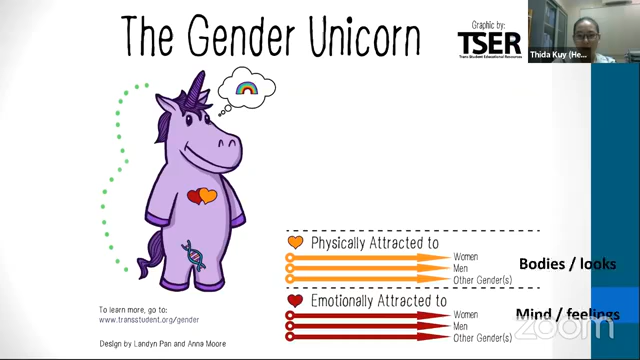 The Gender Unicorn
Graphic by:
TSER
Trans Student Educational Resources
Thida Kuy (He...
Physically Attracted to
Women
Men
Other Gender(s)
Bodies / looks
Emotionally Attracted to
Women
Men
Other Gender(s)
Mind / feelings
zoom
To learn more, go to:
www.transstudent.org/gender
Design by Landyn Pan and Anna Moore